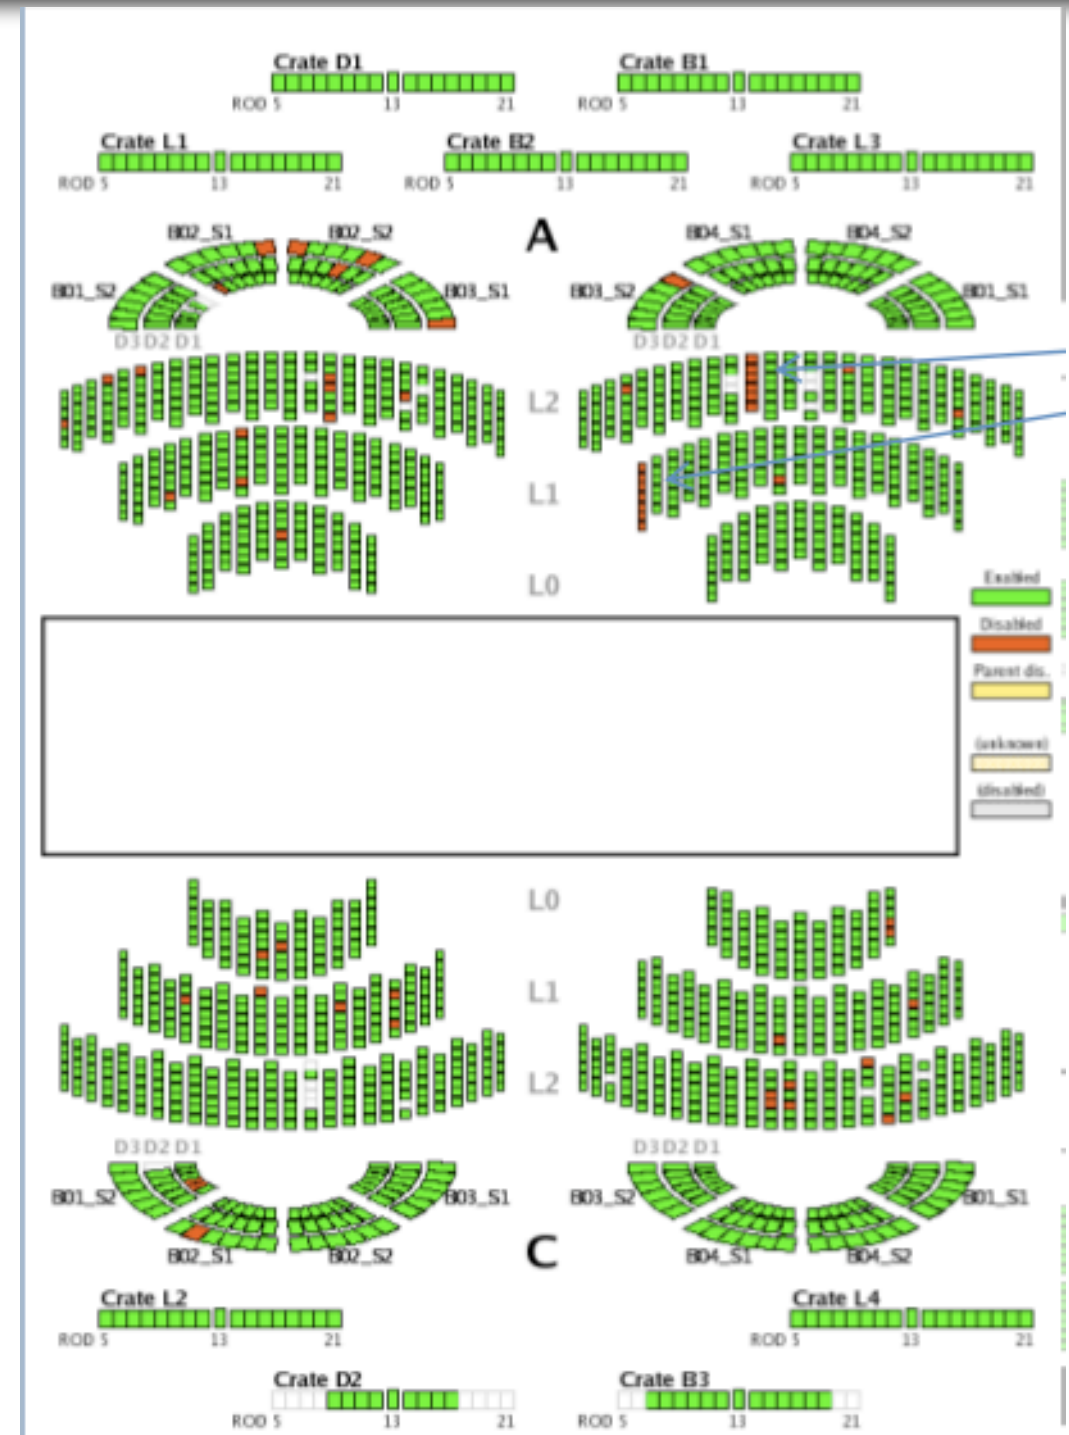 Crate D1 Crate B1
ROD 5 13 21 ROD 5 13 21
Crate L1 Crate B2 Crate L3
ROD 5 13 21 ROD 5 13 21 ROD 5 13 21
A
B02_S1 B02_S2 B04_S1 B04_S2
B01_S2 B03_S1 B03_S2 B01_S1
D3 D2 D1 D3 D2 D1
L2
L1
L0
Enabled
Disabled
Parent dis.
(unknown)
(disabled)
L0
L1
L2
D3 D2 D1 D3 D2 D1
B01_S2 B03_S1 B03_S2 B01_S1
B02_S1 B02_S2 B04_S1 B04_S2
C
Crate L2 Crate L4
ROD 5 13 21 ROD 5 13 21
Crate D2 Crate B3
ROD 5 13 21 ROD 5 13 21